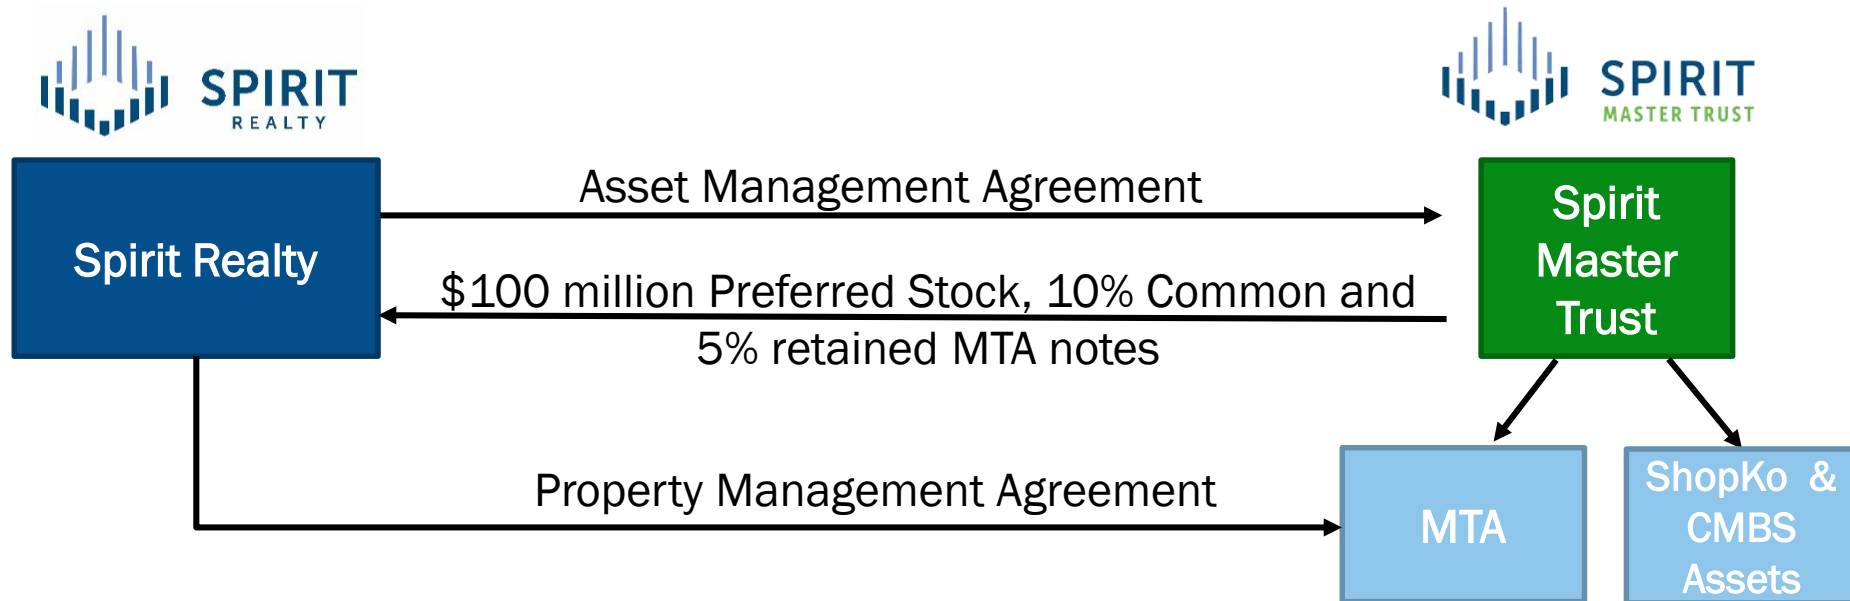 SPIRIT
REALTY
SPIRIT
MASTER TRUST
Spirit Realty
Asset Management Agreement
$100 million Preferred Stock, 10% Common and
5% retained MTA notes
Spirit
Master
Trust
Property Management Agreement
MTA
ShopKo &
CMBS
Assets